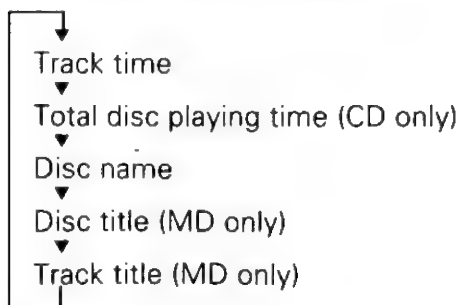 Track time
Total disc playing time (CD only)
Disc name
Disc title (MD only)
Track title (MD only)